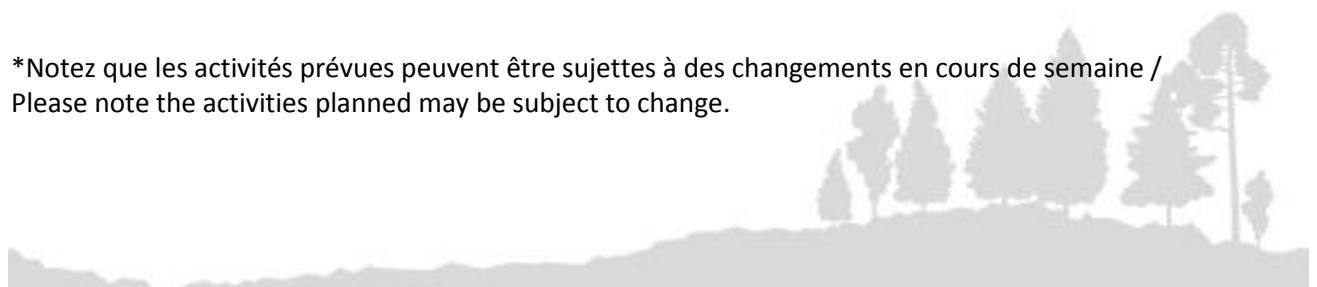 *Notez que les activités prévues peuvent être sujettes à des changements en cours de semaine /
Please note the activities planned may be subject to change.